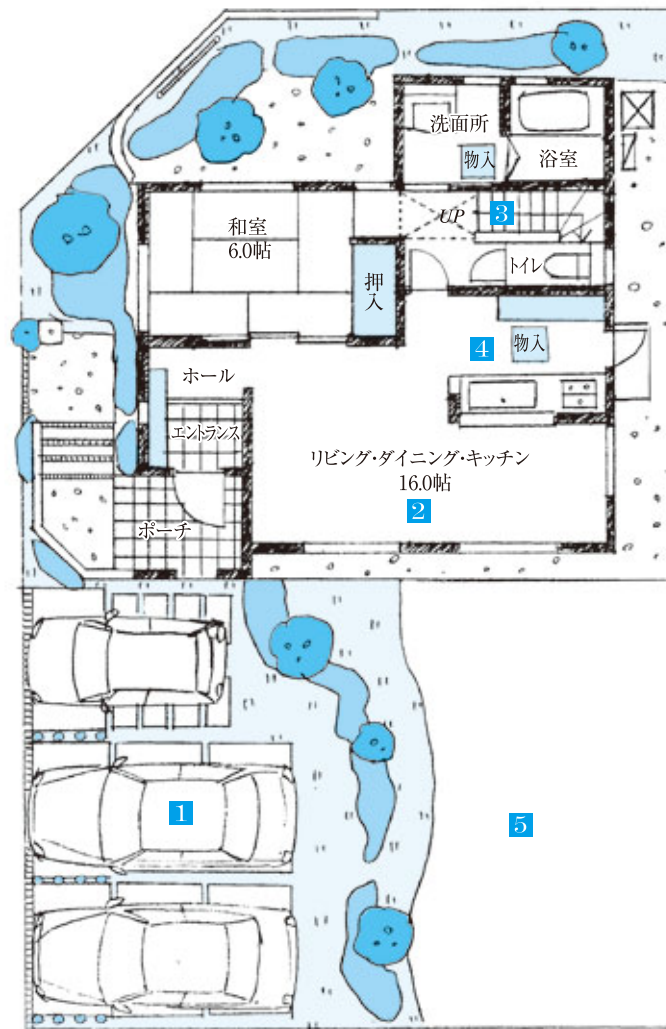 洗面所
物入
浴室
和室
6.0帖
UP
3
トイレ
押入
4
物入
ホール
エントランス
リビング・ダイニング・キッチン
16.0帖
2
ポーチ
1
5